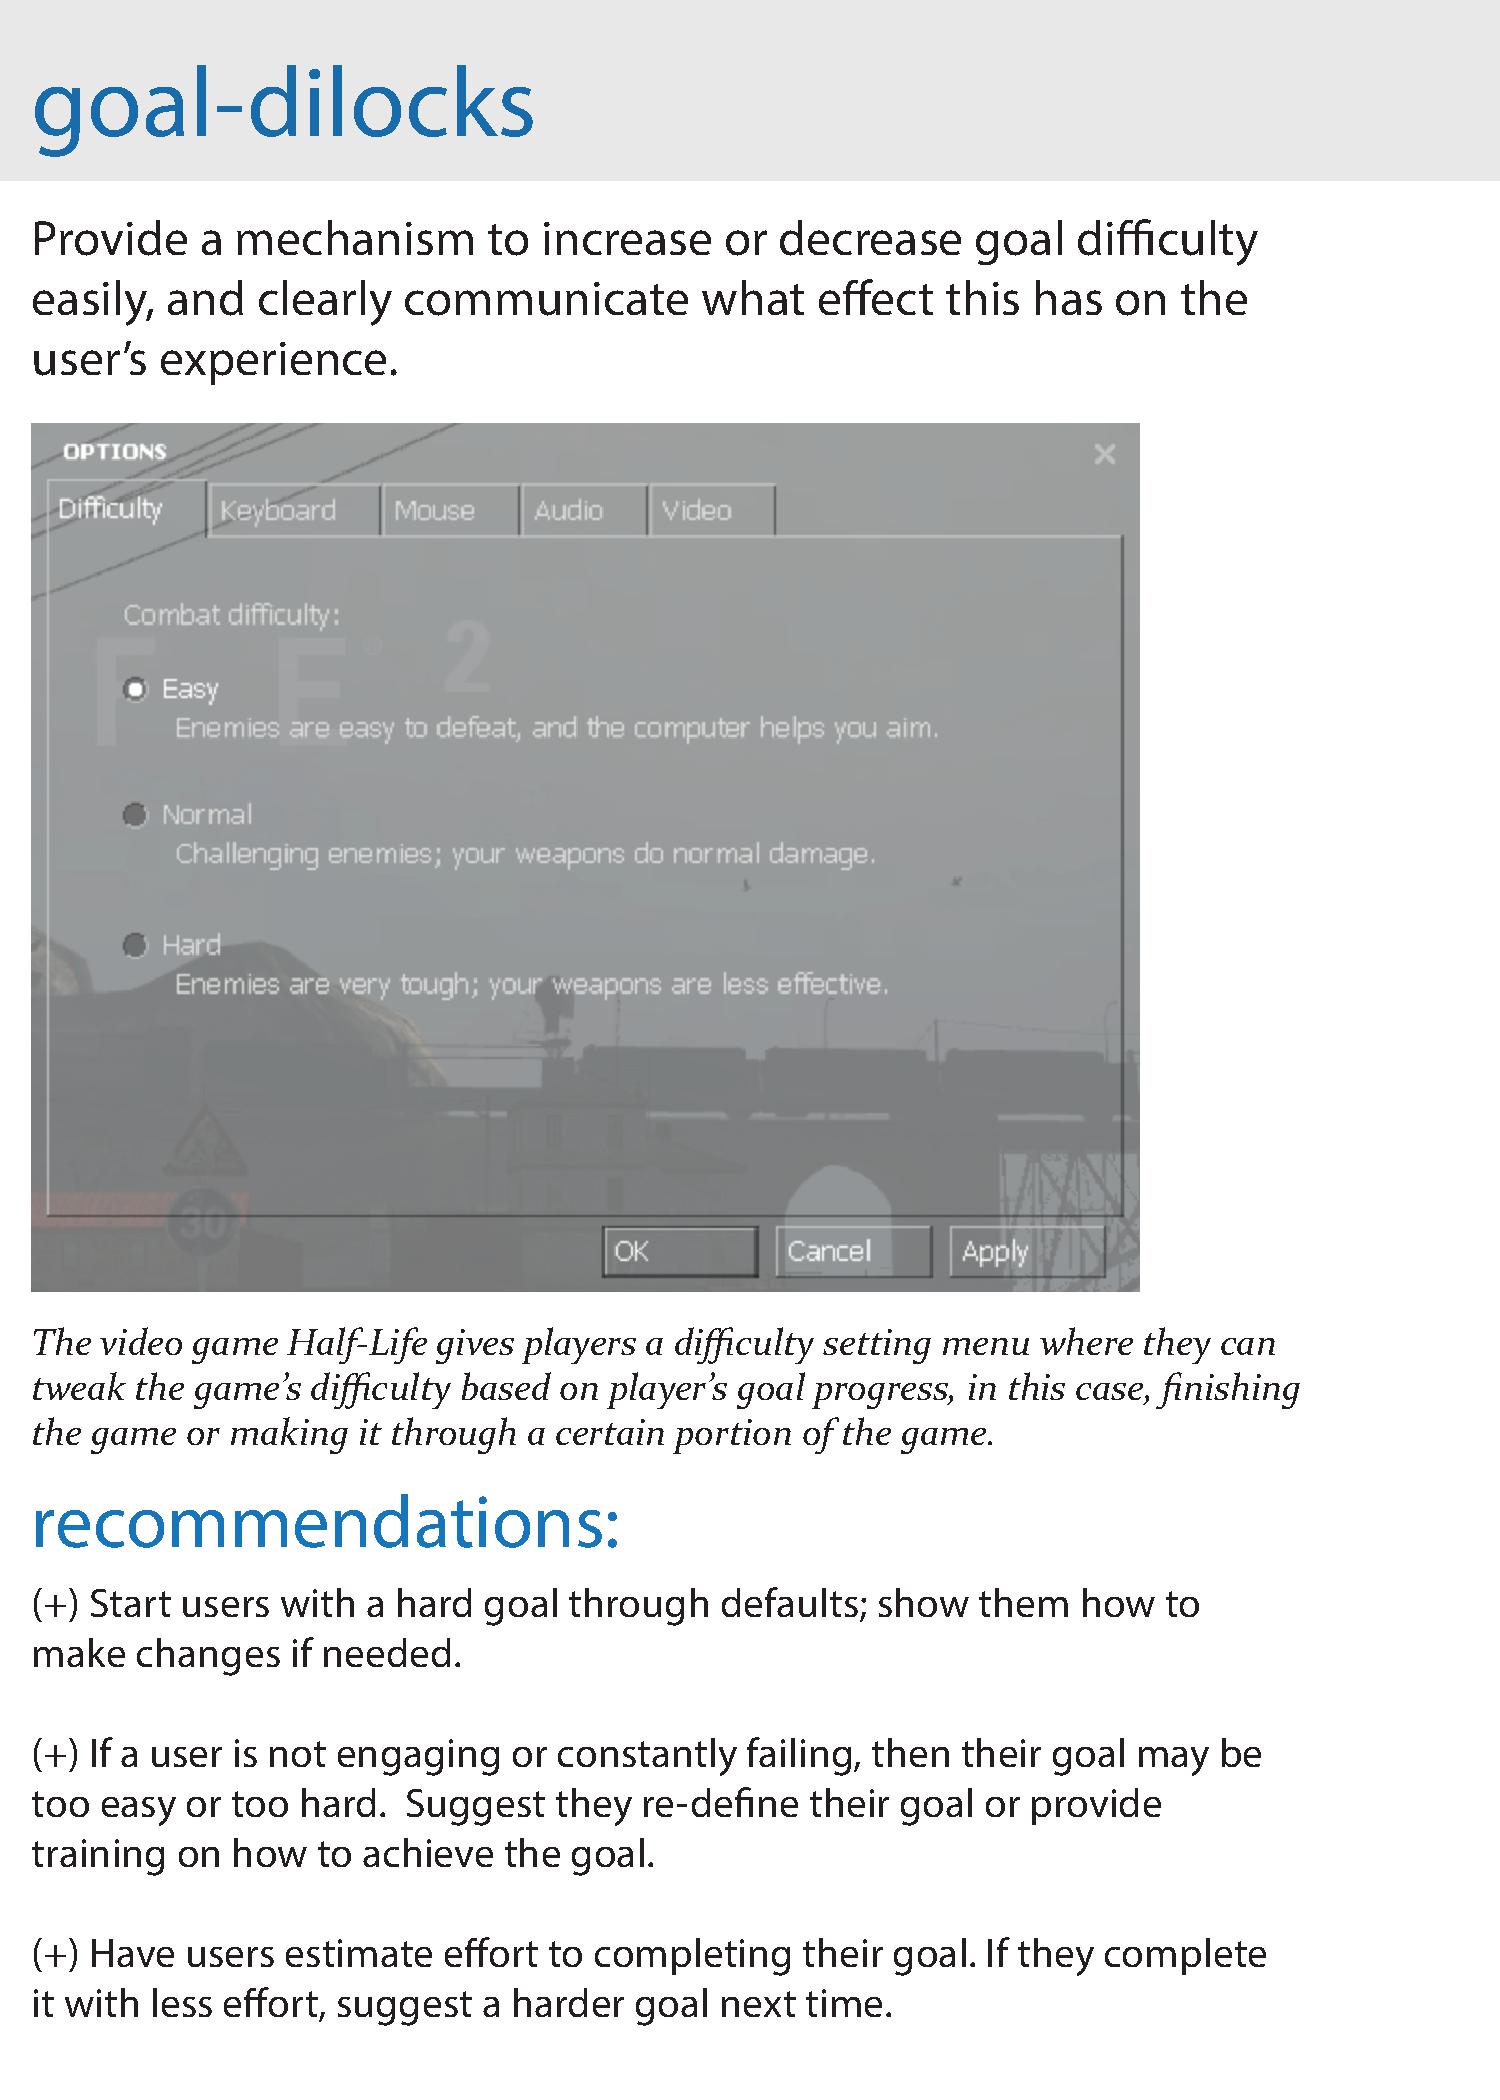 goal-dilocks
Provide a mechanism to increase or decrease goal difficulty
easily, and clearly communicate what effect this has on the
user's experience.
OPTIONS
Difficulty Keyboard Mouse Audio Video
Combat difficulty:
F E ® 2
Easy
Enemies are easy to defeat, and the computer helps you aim.
Normal
Challenging enemies; your weapons do normal damage.
Hard
Enemies are very tough; your weapons are less effective.
30
OK Cancel Apply
The video game Half-Life gives players a difficulty setting menu where they can
tweak the game's difficulty based on player's goal progress, in this case, finishing
the game or making it through a certain portion of the game.
recommendations:
(+) Start users with a hard goal through defaults; show them how to
make changes if needed.
(+) If a user is not engaging or constantly failing, then their goal may be
too easy or too hard.  Suggest they re-define their goal or provide
training on how to achieve the goal.
(+) Have users estimate effort to completing their goal. If they complete
it with less effort, suggest a harder goal next time.